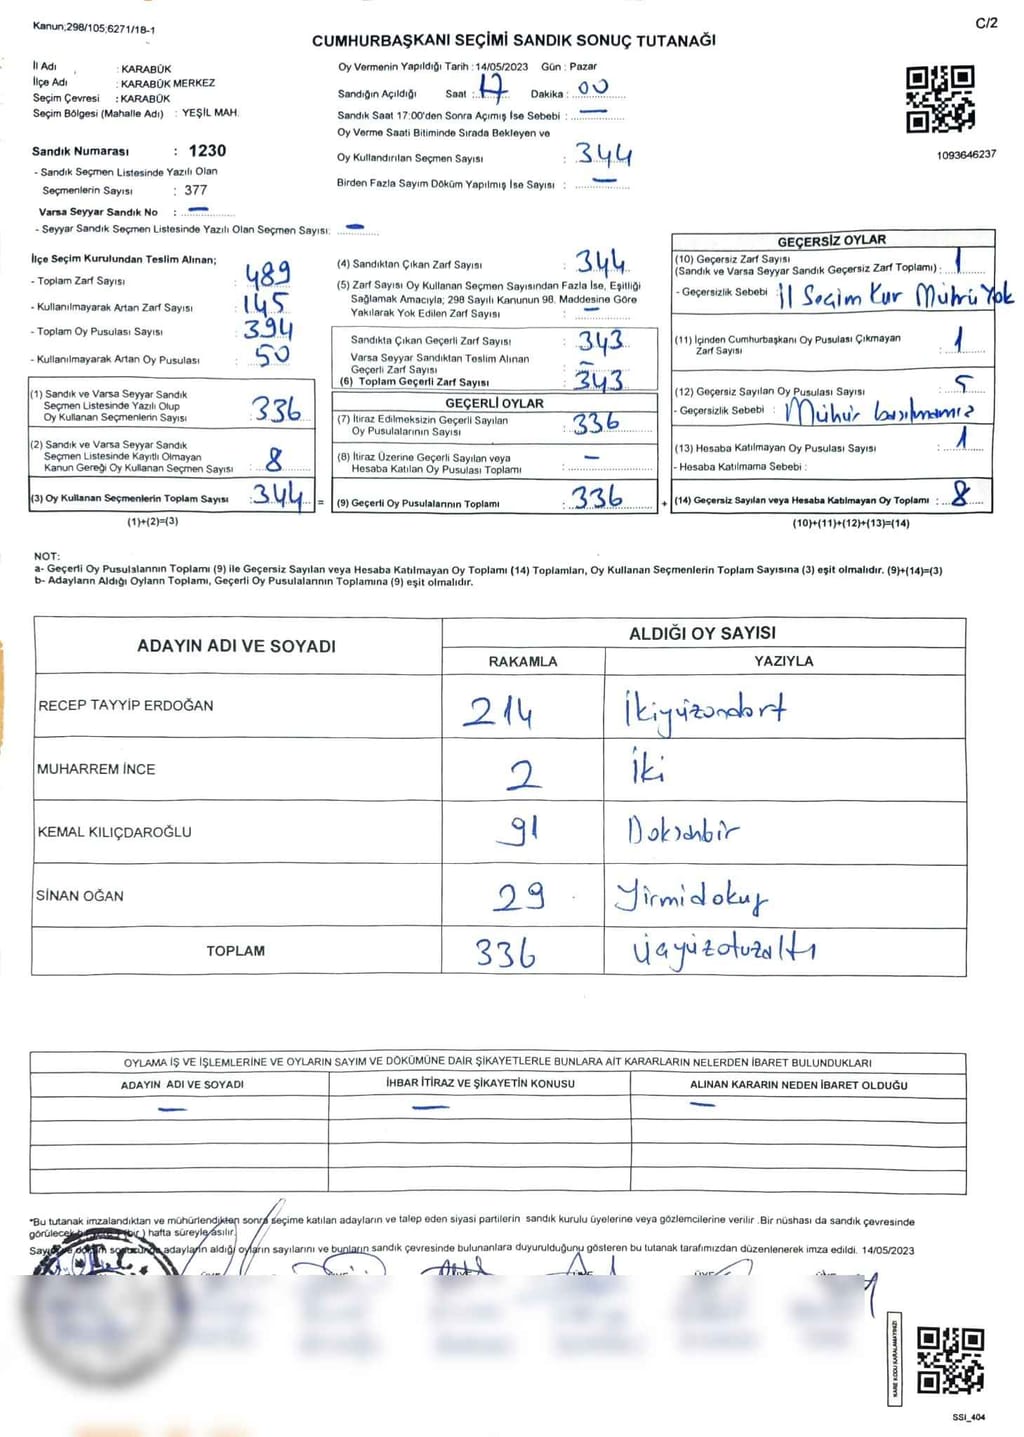 Kanun;298/105;6271/18-1
C/2
CUMHURBAŞKANI SEÇİMİ SANDIK SONUÇ TUTANAĞI
İl Adı : KARABÜK
İlçe Adı : KARABÜK MERKEZ
Seçim Çevresi : KARABÜK
Seçim Bölgesi (Mahalle Adı) : YEŞİL MAH.
Sandık Numarası : 1230
- Sandık Seçmen Listesinde Yazılı Olan
Seçmenlerin Sayısı : 377
Varsa Seyyar Sandık No : —
- Seyyar Sandık Seçmen Listesinde Yazılı Olan Seçmen Sayısı: —
Oy Vermenin Yapıldığı Tarih : 14/05/2023 Gün : Pazar
Sandığın Açıldığı Saat : 17 Dakika : 00
Sandık Saat 17:00'den Sonra Açımış İse Sebebi : —
Oy Verme Saati Bitiminde Sırada Bekleyen ve
Oy Kullandırılan Seçmen Sayısı : 344
Birden Fazla Sayım Döküm Yapılmış İse Sayısı : —
1093646237
İlçe Seçim Kurulundan Teslim Alınan;
- Toplam Zarf Sayısı : 489
- Kullanılmayarak Artan Zarf Sayısı : 145
- Toplam Oy Pusulası Sayısı : 394
- Kullanılmayarak Artan Oy Pusulası : 50
(1) Sandık ve Varsa Seyyar Sandık
Seçmen Listesinde Yazılı Olup
Oy Kullanan Seçmenlerin Sayısı : 336
(2) Sandık ve Varsa Seyyar Sandık
Seçmen Listesinde Kayıtlı Olmayan
Kanun Gereği Oy Kullanan Seçmen Sayısı : 8
(3) Oy Kullanan Seçmenlerin Toplam Sayısı : 344 =
(1)+(2)=(3)
(4) Sandıktan Çıkan Zarf Sayısı : 344
(5) Zarf Sayısı Oy Kullanan Seçmen Sayısından Fazla İse, Eşitliği
Sağlamak Amacıyla; 298 Sayılı Kanunun 98. Maddesine Göre
Yakılarak Yok Edilen Zarf Sayısı : —
Sandıkta Çıkan Geçerli Zarf Sayısı : 343
Varsa Seyyar Sandıktan Teslim Alınan
Geçerli Zarf Sayısı : —
(6) Toplam Geçerli Zarf Sayısı : 343
GEÇERLİ OYLAR
(7) İtiraz Edilmeksizin Geçerli Sayılan
Oy Pusulalarının Sayısı : 336
(8) İtiraz Üzerine Geçerli Sayılan veya
Hesaba Katılan Oy Pusulası Toplamı : —
(9) Geçerli Oy Pusulalarının Toplamı : 336 +
GEÇERSİZ OYLAR
(10) Geçersiz Zarf Sayısı
(Sandık ve Varsa Seyyar Sandık Geçersiz Zarf Toplamı) : 1
- Geçersizlik Sebebi : İl Seçim Kur Mührü Yok
(11) İçinden Cumhurbaşkanı Oy Pusulası Çıkmayan
Zarf Sayısı : 1
(12) Geçersiz Sayılan Oy Pusulası Sayısı : 5
- Geçersizlik Sebebi : Mühür basılmamış
(13) Hesaba Katılmayan Oy Pusulası Sayısı : 1
- Hesaba Katılmama Sebebi :
(14) Geçersiz Sayılan veya Hesaba Katılmayan Oy Toplamı : 8
(10)+(11)+(12)+(13)=(14)
NOT:
a- Geçerli Oy Pusulalarının Toplamı (9) ile Geçersiz Sayılan veya Hesaba Katılmayan Oy Toplamı (14) Toplamları, Oy Kullanan Seçmenlerin Toplam Sayısına (3) eşit olmalıdır. (9)+(14)=(3)
b- Adayların Aldığı Oyların Toplamı, Geçerli Oy Pusulalarının Toplamına (9) eşit olmalıdır.
ADAYIN ADI VE SOYADI
ALDIĞI OY SAYISI
RAKAMLA YAZIYLA
RECEP TAYYİP ERDOĞAN 214 İkiyüzondört
MUHARREM İNCE 2 İki
KEMAL KILIÇDAROĞLU 91 Doksanbir
SİNAN OĞAN 29 Yirmidokuz
TOPLAM 336 Üçyüzotuzaltı
OYLAMA İŞ VE İŞLEMLERİNE VE OYLARIN SAYIM VE DÖKÜMÜNE DAİR ŞİKAYETLERLE BUNLARA AİT KARARLARIN NELERDEN İBARET BULUNDUKLARI
ADAYIN ADI VE SOYADI İHBAR İTİRAZ VE ŞİKAYETİN KONUSU ALINAN KARARIN NEDEN İBARET OLDUĞU
— — —
*Bu tutanak imzalandıktan ve mühürlendikten sonra seçime katılan adayların ve talep eden siyasi partilerin sandık kurulu üyelerine veya gözlemcilerine verilir .Bir nüshası da sandık çevresinde
görülecek bir ) hafta süreyle asılır.
Sayım ve döküm sonucunda adayların aldığı oyların sayılarını ve bunların sandık çevresinde bulunanlara duyurulduğunu gösteren bu tutanak tarafımızdan düzenlenerek imza edildi. 14/05/2023
KARE KODU KARALAMAYINIZ!
SSI_404